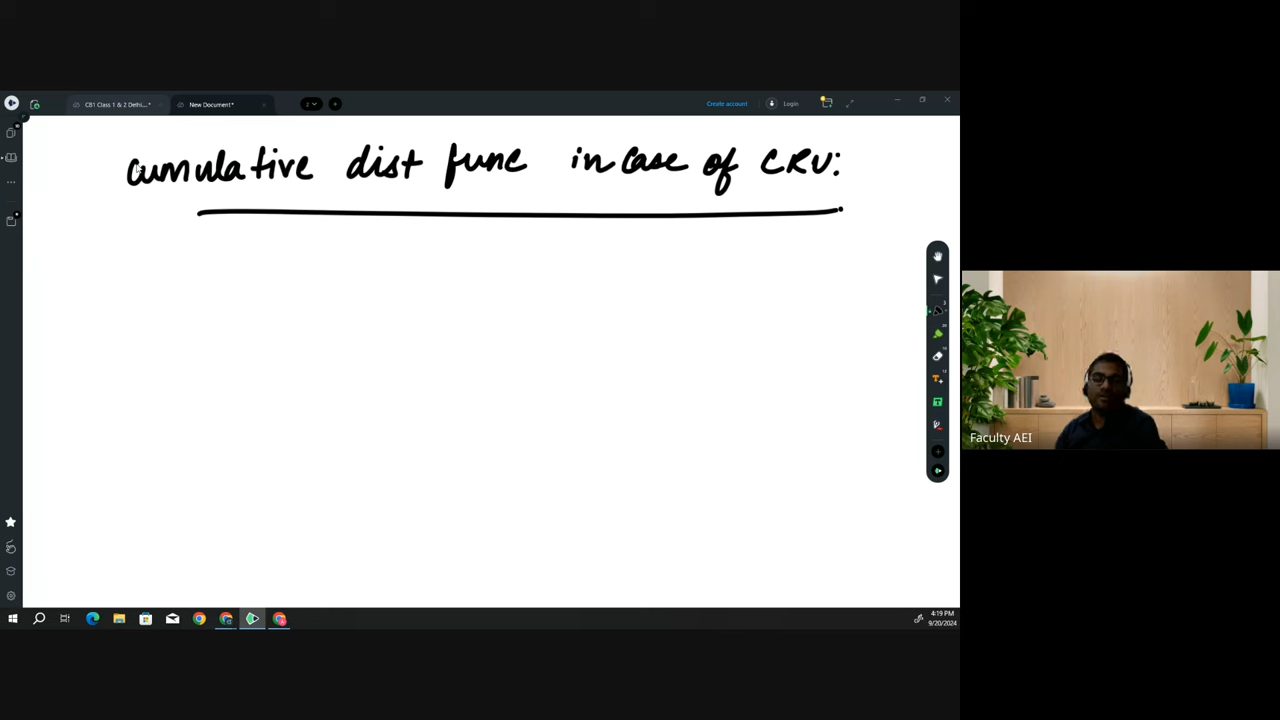 CB1 Class 1 & 2 Delhi...*
New Document*
2
Create account
Login
cumulative dist func in case of CRV:
Faculty AEI
4:19 PM
9/20/2024